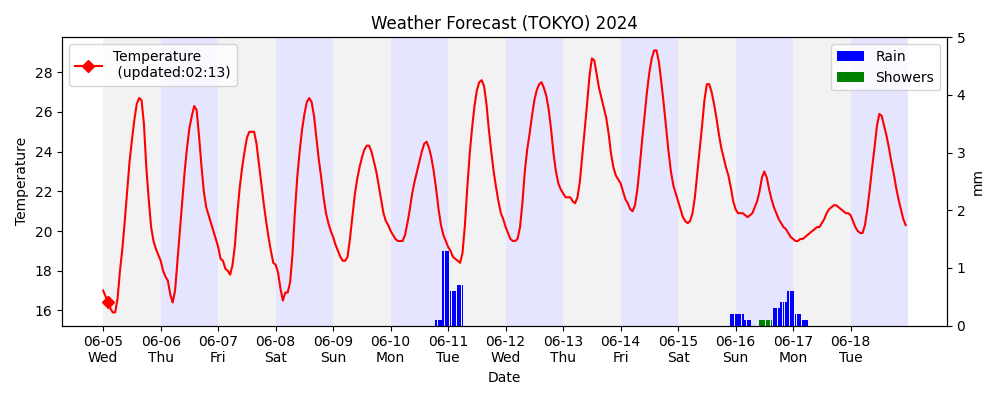 Weather Forecast (TOKYO) 2024
Temperature
(updated:02:13)
Rain
Showers
Temperature
28
26
24
22
20
18
16
5
4
3
2
1
0
mm
06-05 06-06 06-07 06-08 06-09 06-10 06-11 06-12 06-13 06-14 06-15 06-16 06-17 06-18
Wed Thu Fri Sat Sun Mon Tue Wed Thu Fri Sat Sun Mon Tue
Date